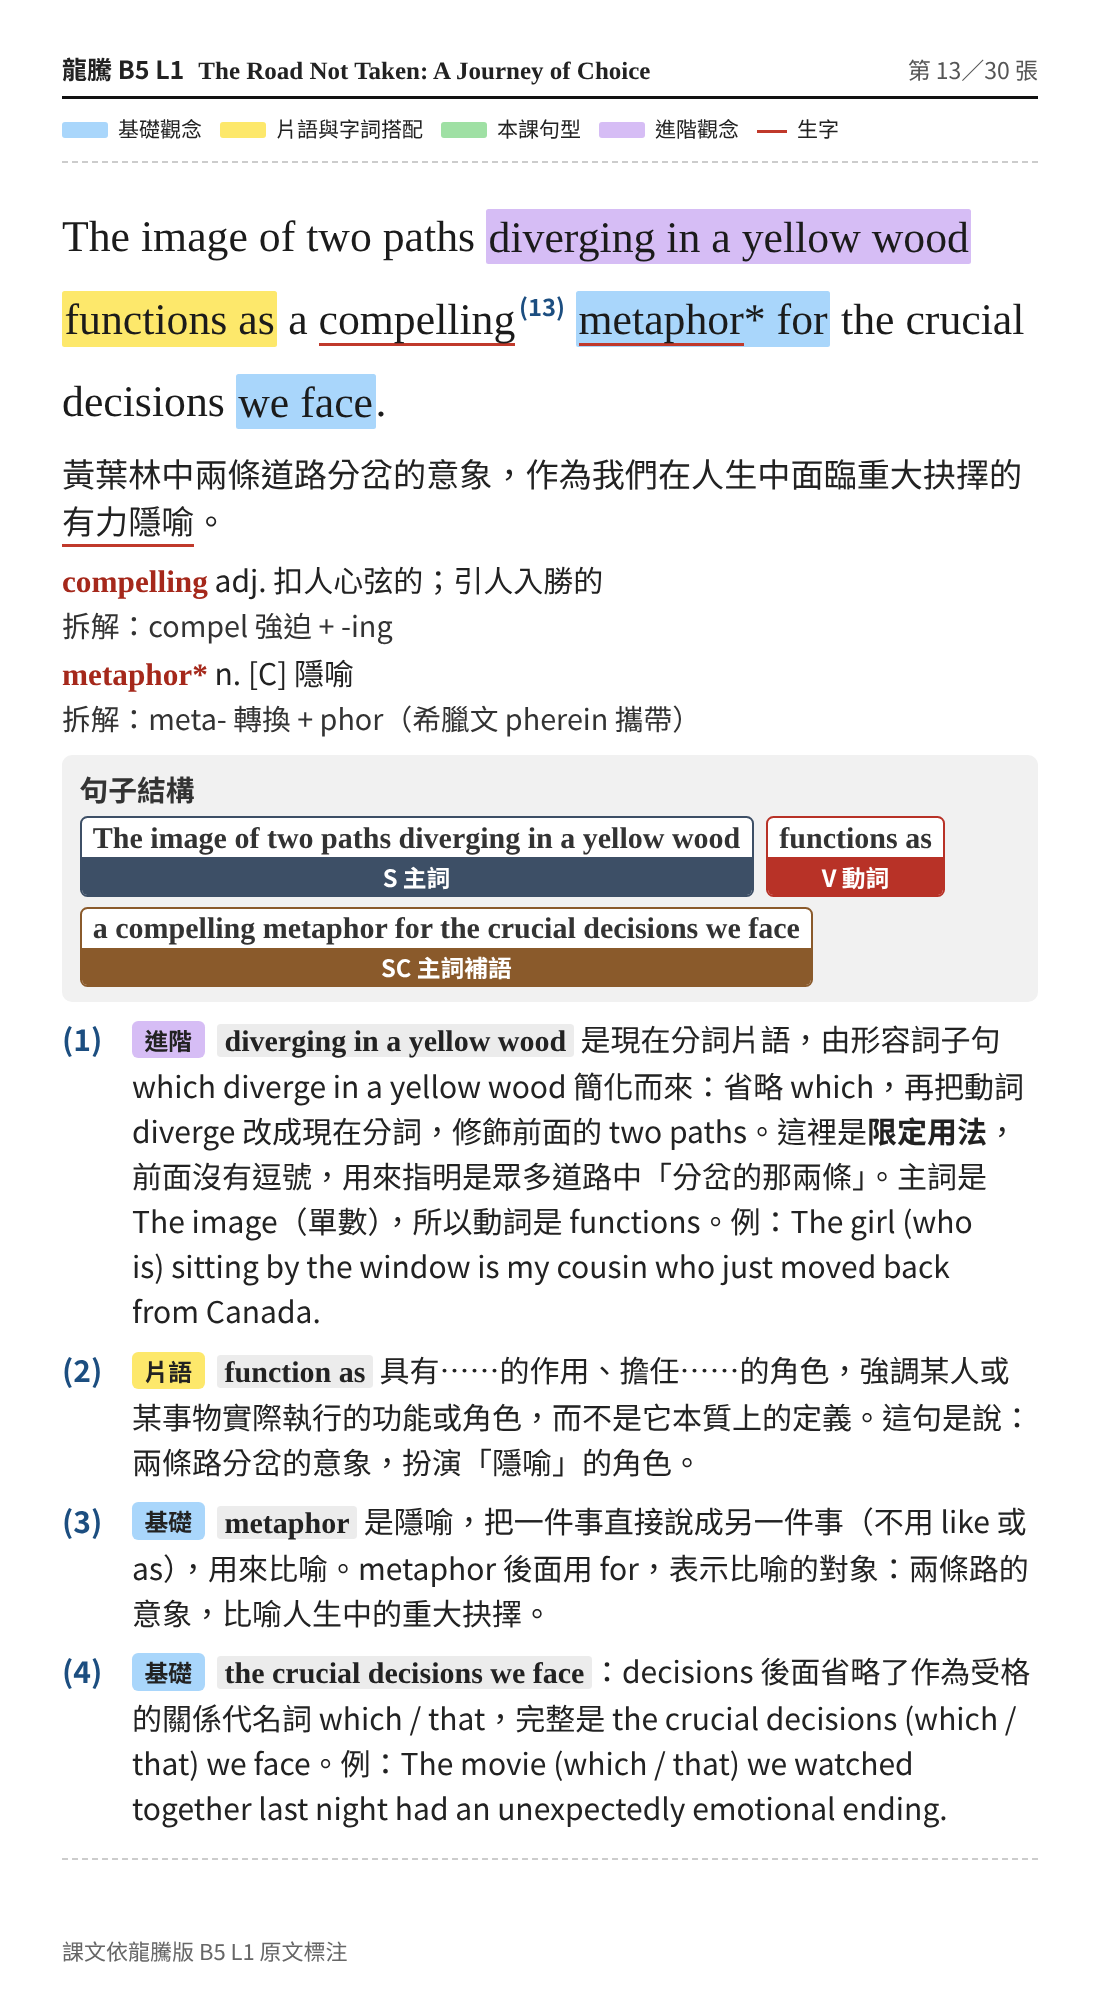 龍騰 B5 L1 The Road Not Taken: A Journey of Choice 第 13／30 張
基礎觀念 片語與字詞搭配 本課句型 進階觀念 生字
The image of two paths diverging in a yellow wood
functions as a compelling(13) metaphor* for the crucial
decisions we face.
黃葉林中兩條道路分岔的意象，作為我們在人生中面臨重大抉擇的
有力隱喻。
compelling adj. 扣人心弦的；引人入勝的
拆解：compel 強迫 + -ing
metaphor* n. [C] 隱喻
拆解：meta- 轉換 + phor（希臘文 pherein 攜帶）
句子結構
The image of two paths diverging in a yellow wood functions as
S 主詞 V 動詞
a compelling metaphor for the crucial decisions we face
SC 主詞補語
(1) 進階 diverging in a yellow wood 是現在分詞片語，由形容詞子句
which diverge in a yellow wood 簡化而來：省略 which，再把動詞
diverge 改成現在分詞，修飾前面的 two paths。這裡是限定用法，
前面沒有逗號，用來指明是眾多道路中「分岔的那兩條」。主詞是
The image（單數），所以動詞是 functions。例：The girl (who
is) sitting by the window is my cousin who just moved back
from Canada.
(2) 片語 function as 具有⋯⋯的作用、擔任⋯⋯的角色，強調某人或
某事物實際執行的功能或角色，而不是它本質上的定義。這句是說：
兩條路分岔的意象，扮演「隱喻」的角色。
(3) 基礎 metaphor 是隱喻，把一件事直接說成另一件事（不用 like 或
as），用來比喻。metaphor 後面用 for，表示比喻的對象：兩條路的
意象，比喻人生中的重大抉擇。
(4) 基礎 the crucial decisions we face：decisions 後面省略了作為受格
的關係代名詞 which / that，完整是 the crucial decisions (which /
that) we face。例：The movie (which / that) we watched
together last night had an unexpectedly emotional ending.
課文依龍騰版 B5 L1 原文標注